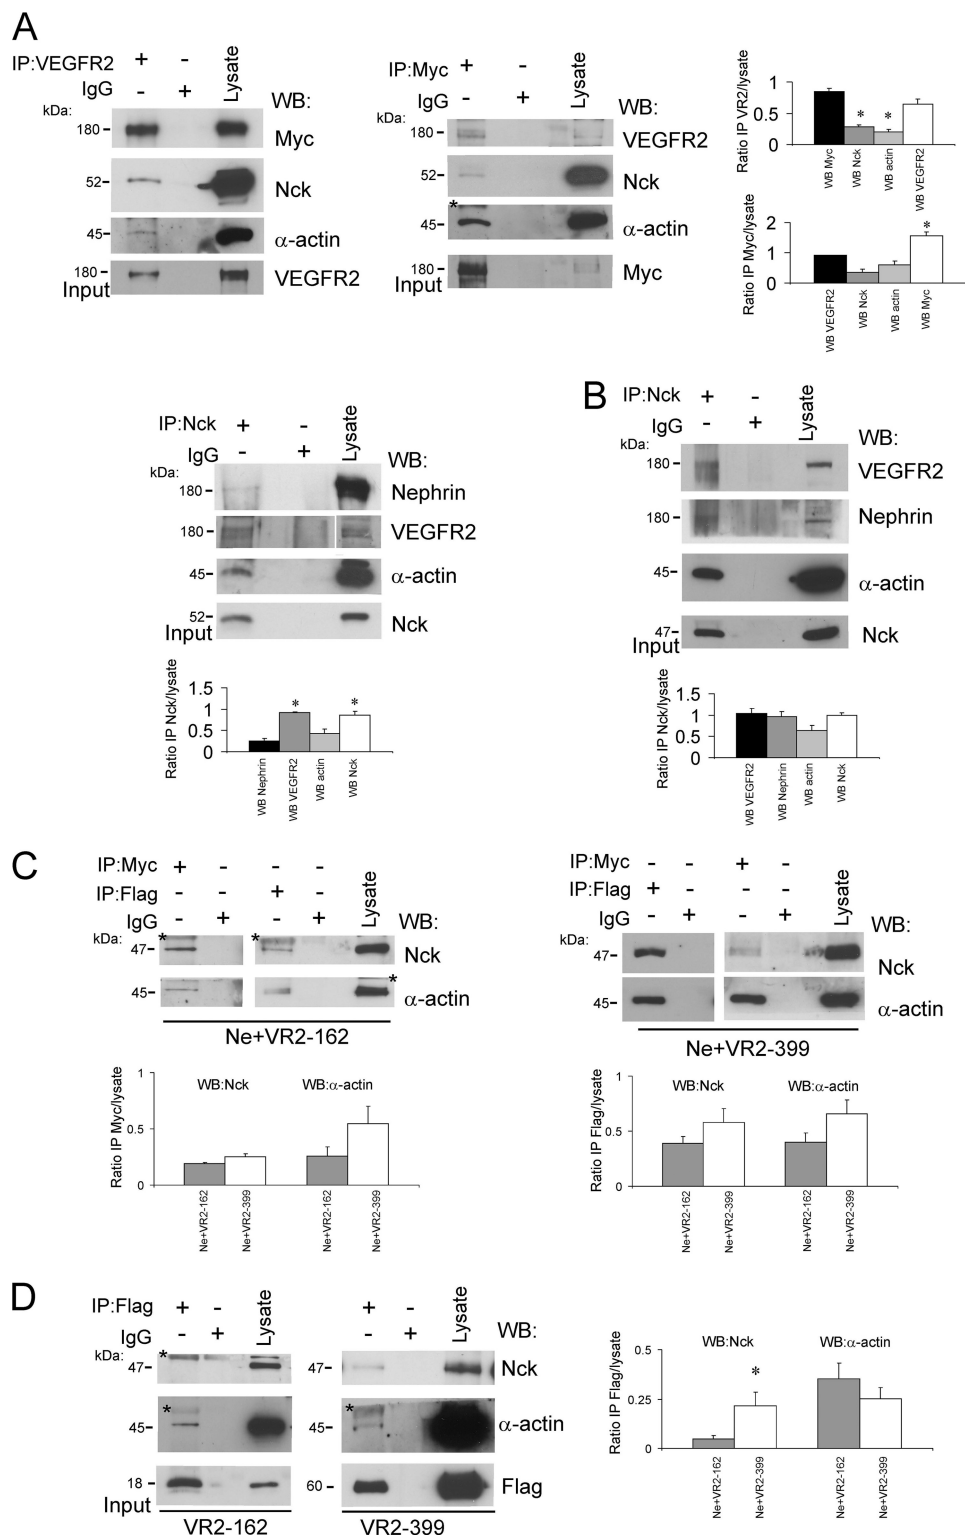 A
IP:VEGFR2 + -
IgG - + Lysate
kDa: WB:
180 Myc
52 Nck
45 α-actin
180 VEGFR2
Input
IP:Myc + -
IgG - + Lysate
kDa: WB:
180 VEGFR2
52 Nck
*
45 α-actin
180 Myc
Input
Ratio IP VR2/lysate
1
0.5
0
* *
WB Myc
WB Nck
WB actin
WB VEGFR2
Ratio IP Myc/lysate
2
1
0
*
WB VEGFR2
WB Nck
WB actin
WB Myc
IP:Nck + -
IgG - + Lysate
kDa: WB:
180 Nephrin
180 VEGFR2
45 α-actin
52 Nck
Input
Ratio IP Nck/lysate
1.5
1
0.5
0
* *
WB Nephrin
WB VEGFR2
WB actin
WB Nck
B
IP:Nck + -
IgG - + Lysate
kDa: WB:
180 VEGFR2
180 Nephrin
45 α-actin
47 Nck
Input
Ratio IP Nck/lysate
1.5
1
0.5
0
WB VEGFR2
WB Nephrin
WB actin
WB Nck
C
IP:Myc + - - -
IP:Flag - - + -
IgG - + - + Lysate
kDa: WB:
* *
47 Nck
*
45 α-actin
Ne+VR2-162
Ratio IP Myc/lysate
1
0.5
0
WB:Nck WB:α-actin
Ne+VR2-162
Ne+VR2-399
Ne+VR2-162
Ne+VR2-399
IP:Myc - - + -
IP:Flag + - - -
IgG - + - + Lysate
kDa: WB:
47 Nck
45 α-actin
Ne+VR2-399
Ratio IP Flag/lysate
1
0.5
0
WB:Nck WB:α-actin
Ne+VR2-162
Ne+VR2-399
Ne+VR2-162
Ne+VR2-399
D
IP:Flag + - + -
IgG - + Lysate - + Lysate
kDa: WB:
*
47 47 Nck
* *
45 45 α-actin
18 60 Flag
Input
VR2-162 VR2-399
Ratio IP Flag/lysate
0.5
0.25
0
WB:Nck WB:α-actin
*
Ne+VR2-162
Ne+VR2-399
Ne+VR2-162
Ne+VR2-399